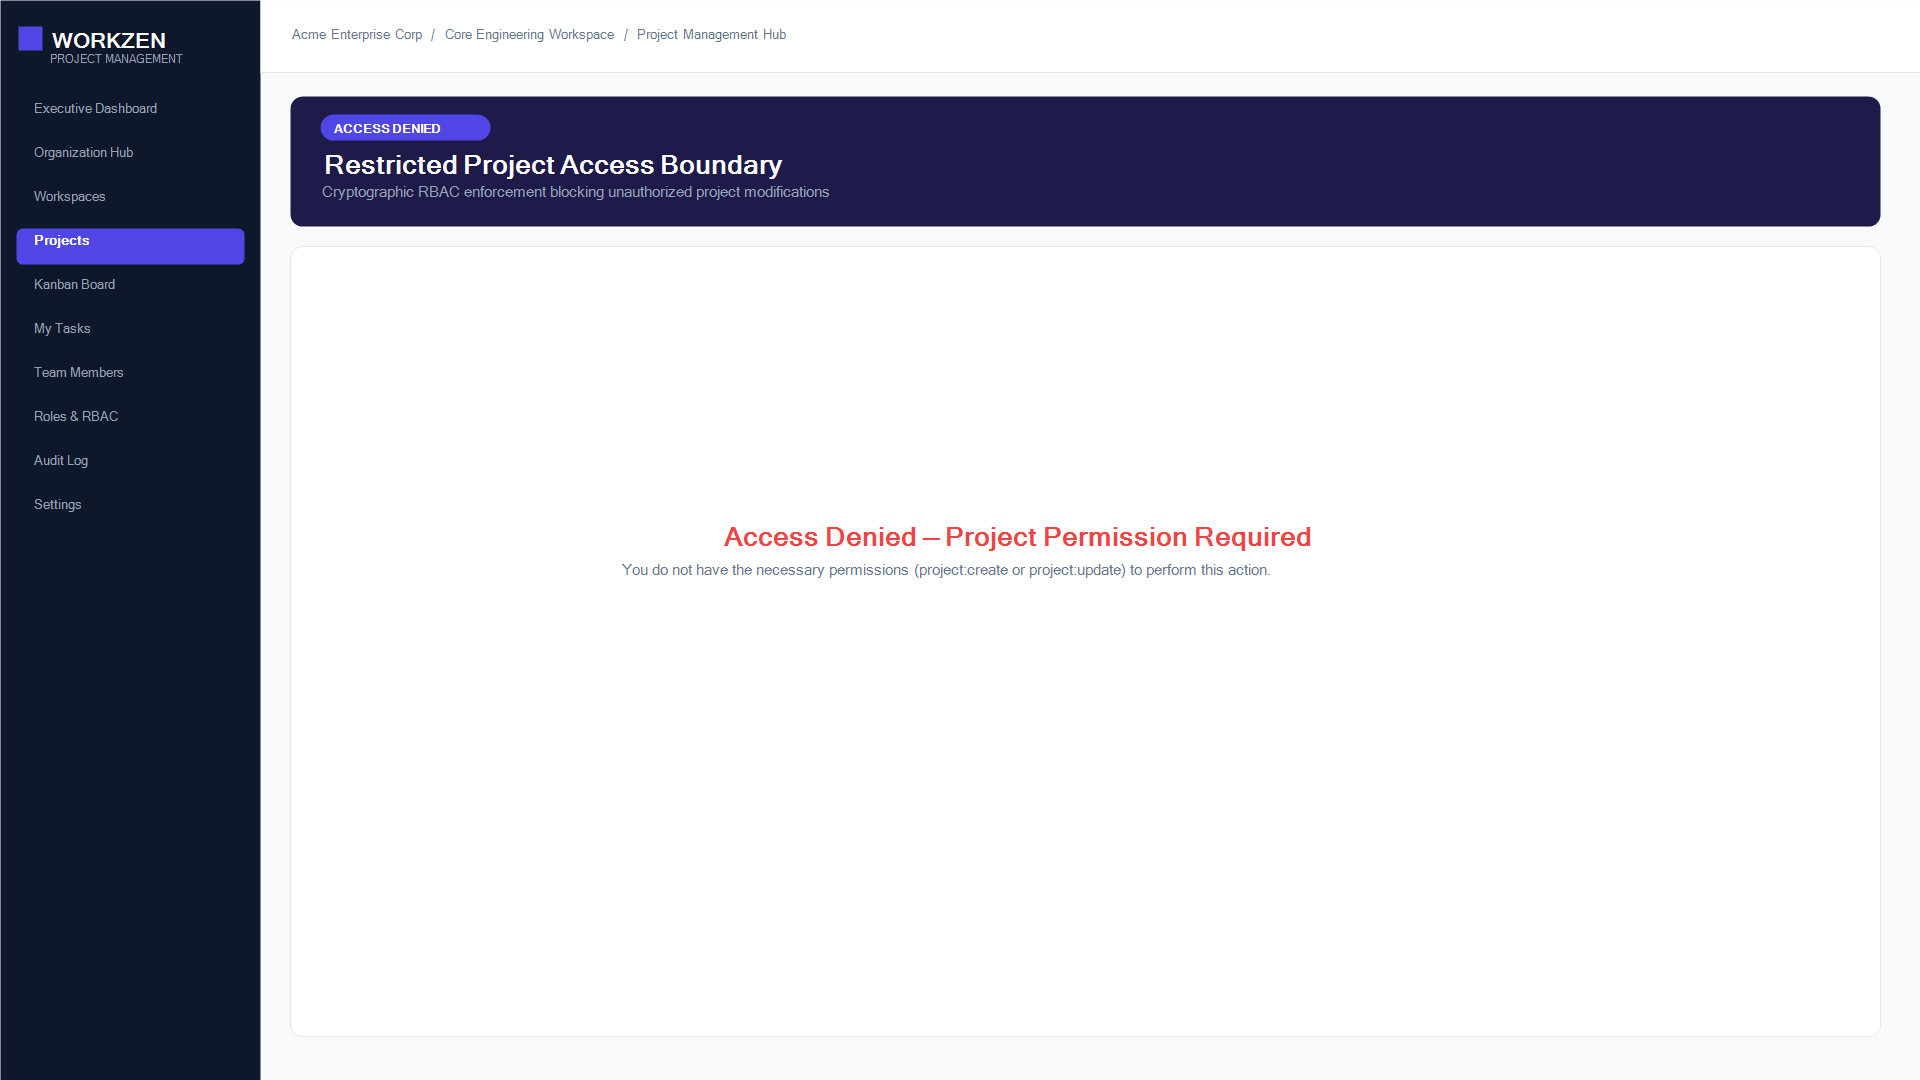 WORKZEN
PROJECT MANAGEMENT
Executive Dashboard
Organization Hub
Workspaces
Projects
Kanban Board
My Tasks
Team Members
Roles & RBAC
Audit Log
Settings
Acme Enterprise Corp / Core Engineering Workspace / Project Management Hub
ACCESS DENIED
Restricted Project Access Boundary
Cryptographic RBAC enforcement blocking unauthorized project modifications
Access Denied — Project Permission Required
You do not have the necessary permissions (project:create or project:update) to perform this action.